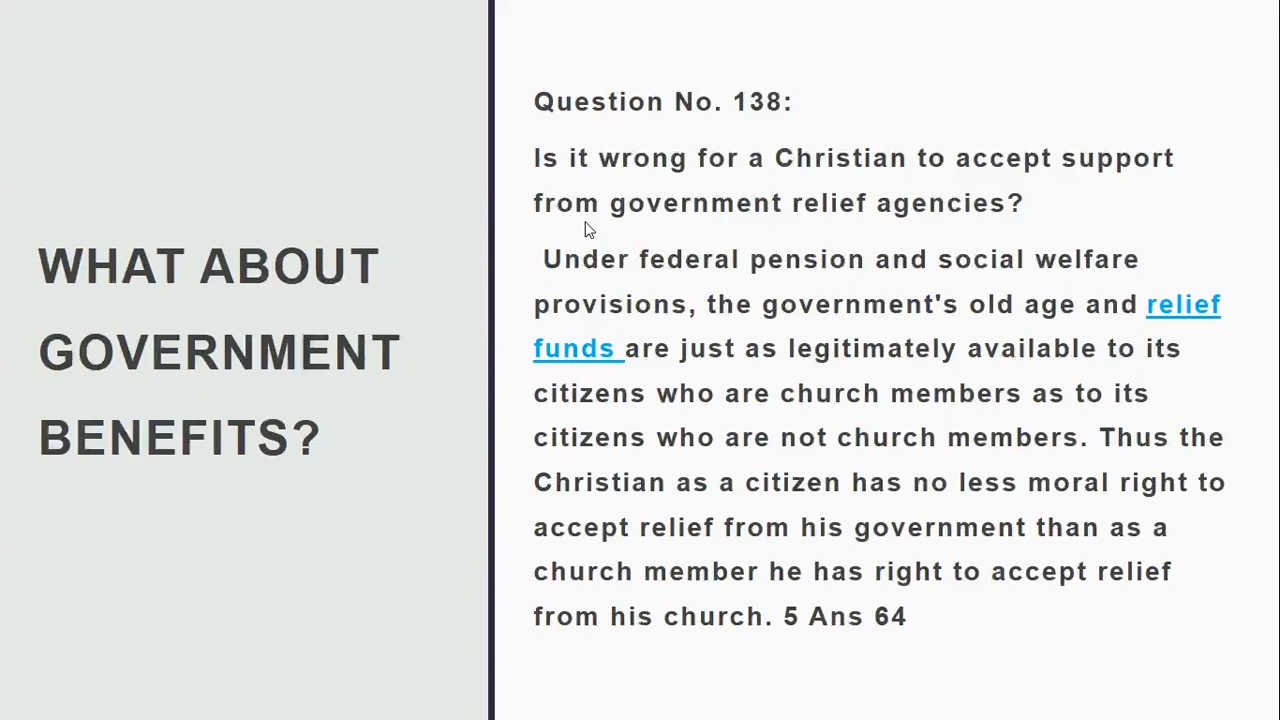 WHAT ABOUT
GOVERNMENT
BENEFITS?
Question No. 138:
Is it wrong for a Christian to accept support
from government relief agencies?
Under federal pension and social welfare
provisions, the government's old age and relief
funds are just as legitimately available to its
citizens who are church members as to its
citizens who are not church members. Thus the
Christian as a citizen has no less moral right to
accept relief from his government than as a
church member he has right to accept relief
from his church. 5 Ans 64